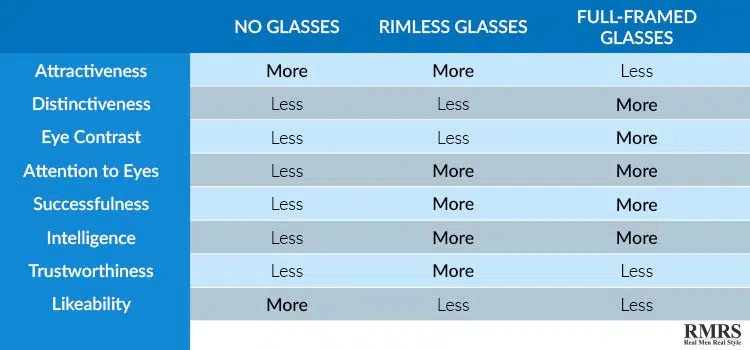 NO GLASSES RIMLESS GLASSES FULL-FRAMED GLASSES
Attractiveness More More Less
Distinctiveness Less Less More
Eye Contrast Less Less More
Attention to Eyes Less More More
Successfulness Less More More
Intelligence Less More More
Trustworthiness Less More Less
Likeability More Less Less
RMRS
Real Men Real Style